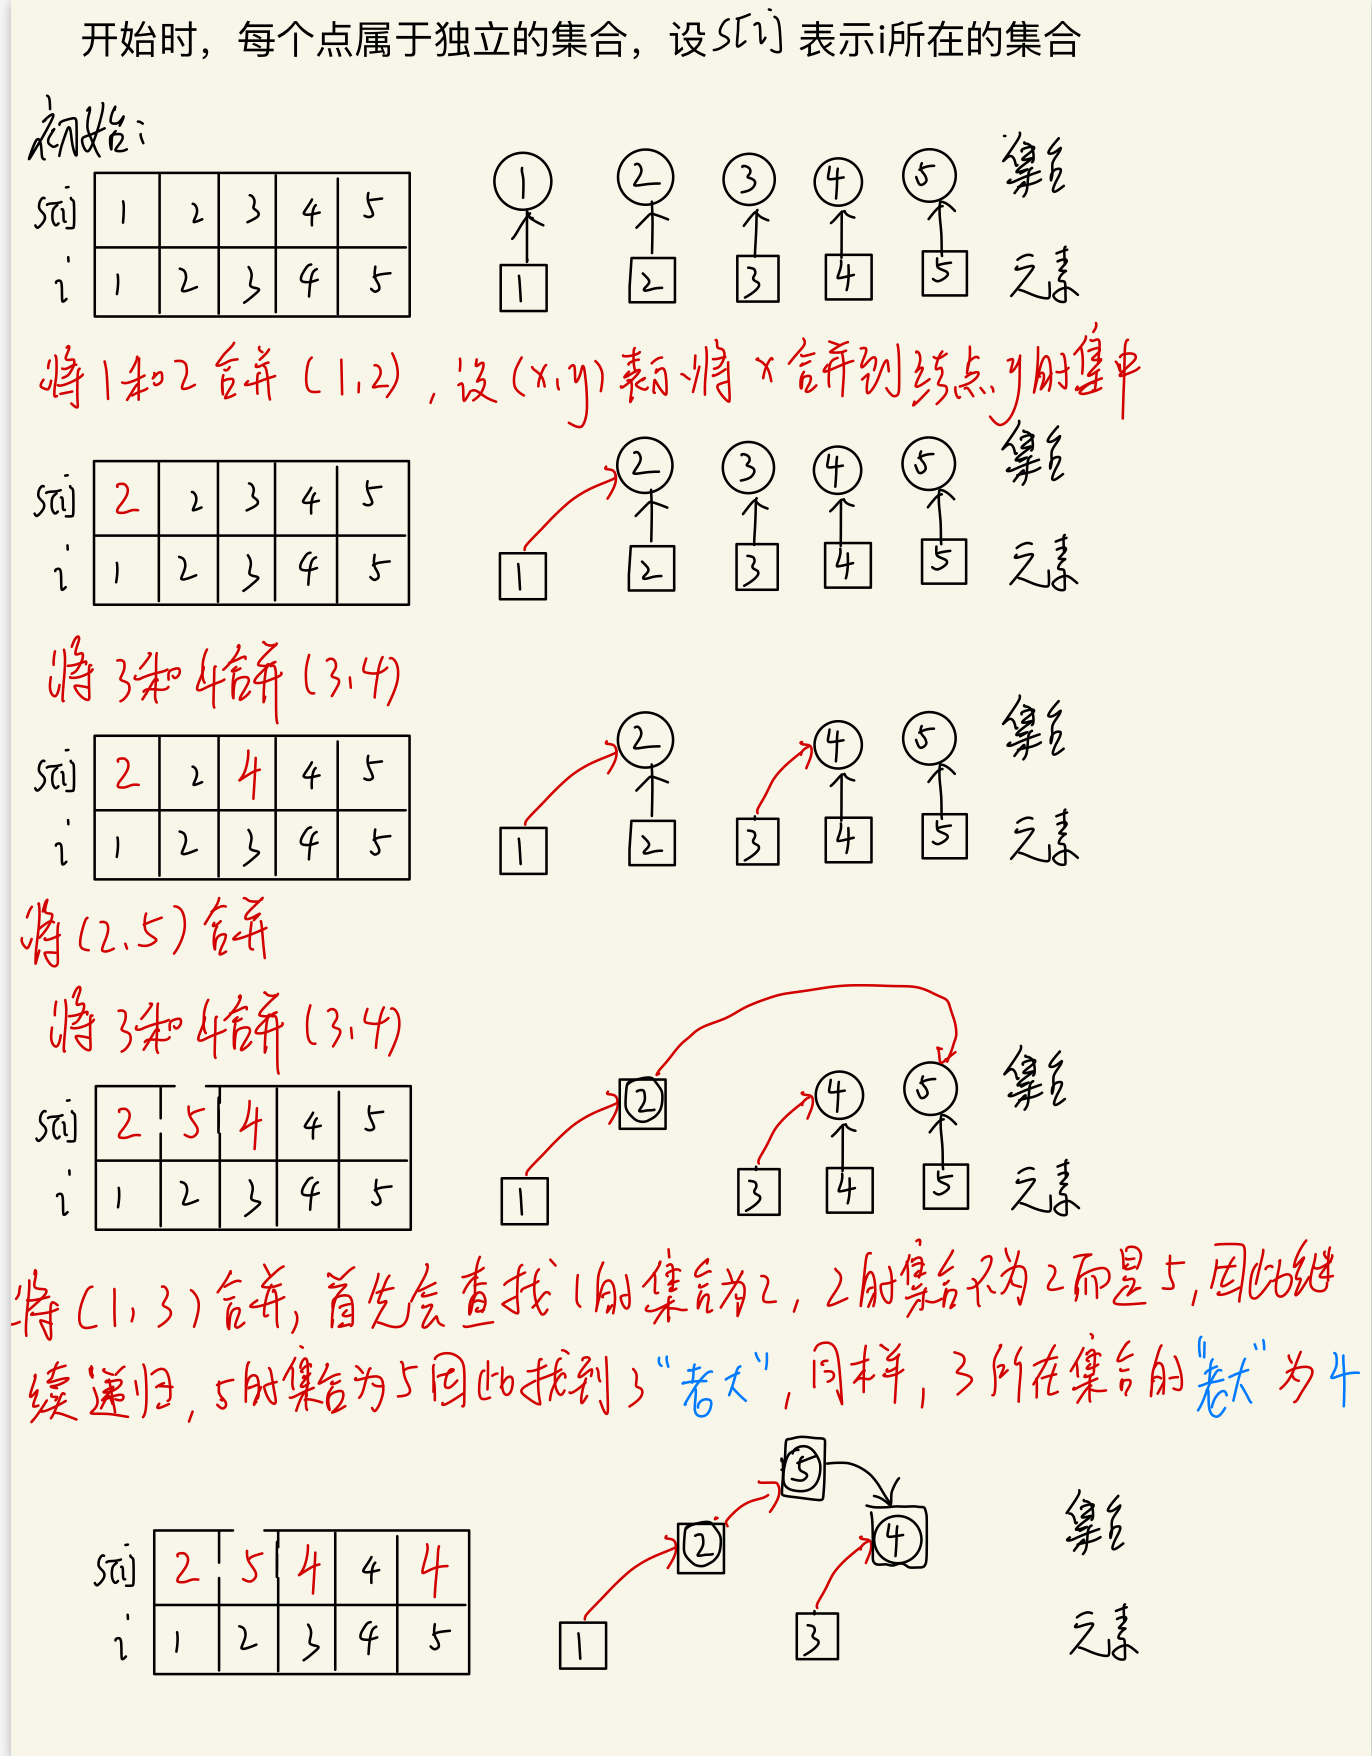 开始时，每个点属于独立的集合，设 s[i] 表示i所在的集合
初始:
1 2 3 4 5 集合
s[i] 1 2 3 4 5
i 1 2 3 4 5 1 2 3 4 5 元素
将1和2合并(1,2),设(x,y)表示将x合并到结点y的集中
2 3 4 5 集合
s[i] 2 2 3 4 5
i 1 2 3 4 5 1 2 3 4 5 元素
将3和4合并(3,4)
2 4 5 集合
s[i] 2 2 4 4 5
i 1 2 3 4 5 1 2 3 4 5 元素
将(2,5)合并
将3和4合并(3,4)
2 4 5 集合
s[i] 2 5 4 4 5
i 1 2 3 4 5 1 3 4 5 元素
将(1,3)合并,首先会查找1的集合为2,2的集合不为2而是5,因此继
续递归,5的集合为5因此找到了"老大",同样,3所在集合的"老大"为4
5
2 4 集合
s[i] 2 5 4 4 4
i 1 2 3 4 5 1 3 元素